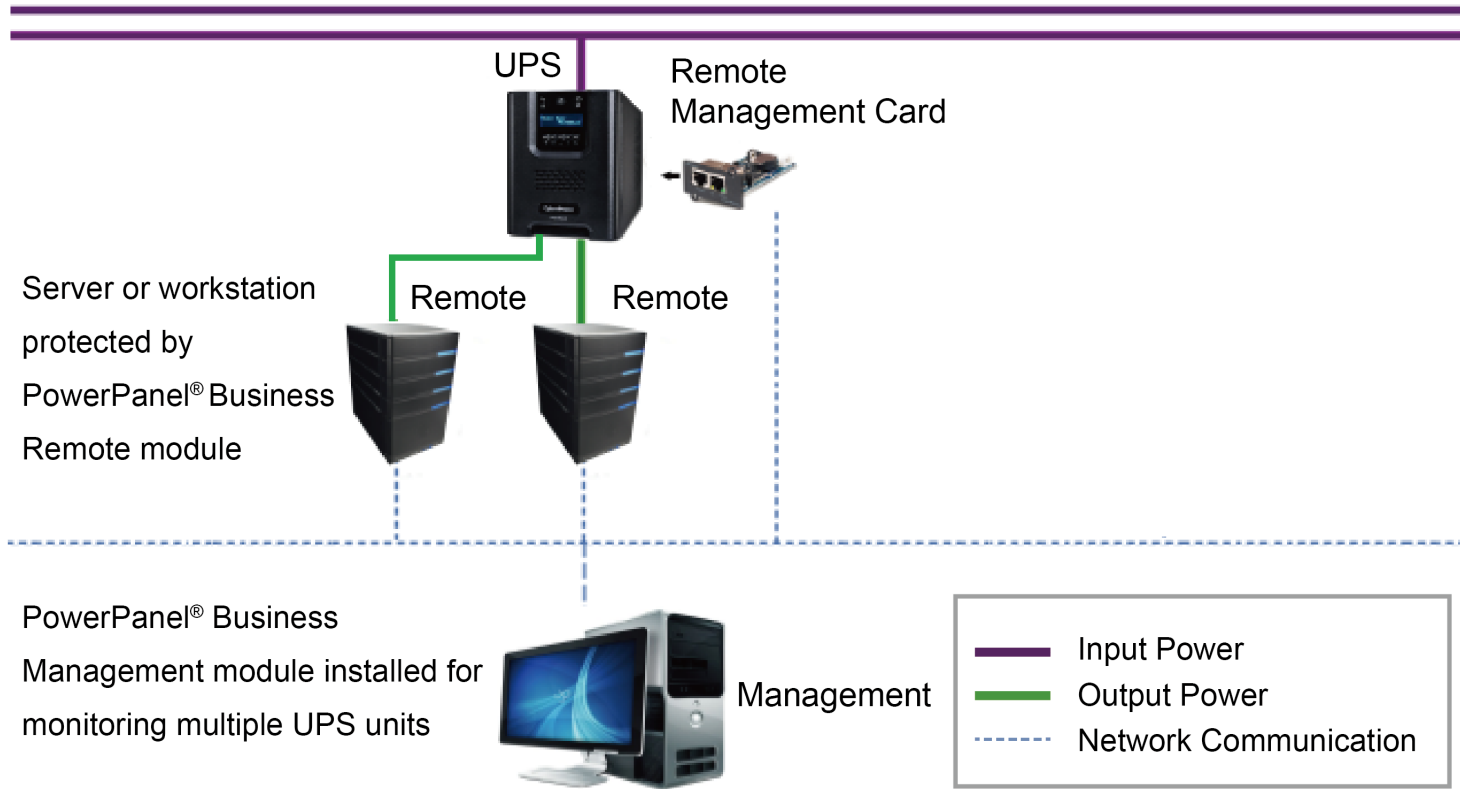 UPS
Remote
Management Card
Server or workstation
protected by
PowerPanel® Business
Remote module
Remote
Remote
PowerPanel® Business
Management module installed for
monitoring multiple UPS units
Management
Input Power
Output Power
Network Communication